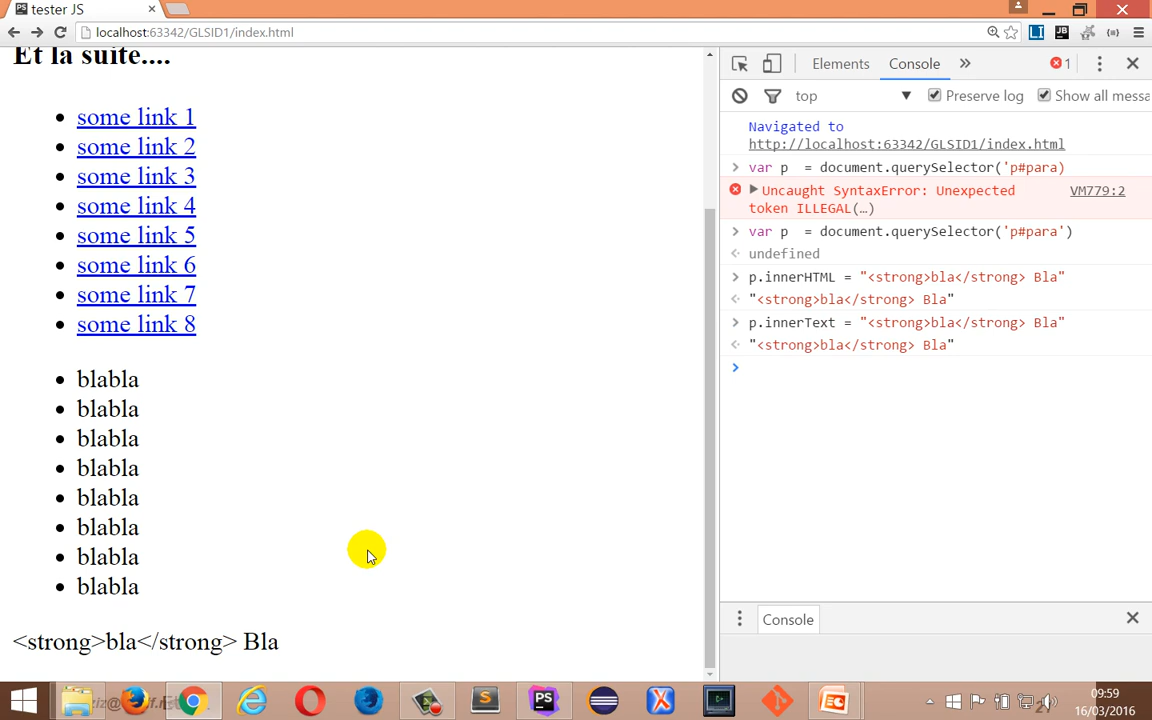 tester JS
localhost:63342/GLSID1/index.html
Et la suite....
some link 1
some link 2
some link 3
some link 4
some link 5
some link 6
some link 7
some link 8
blabla
blabla
blabla
blabla
blabla
blabla
blabla
blabla
<strong>bla</strong> Bla
Elements Console » 1
top Preserve log Show all messa
Navigated to
http://localhost:63342/GLSID1/index.html
> var p  = document.querySelector('p#para)
Uncaught SyntaxError: Unexpected VM779:2
token ILLEGAL(…)
> var p  = document.querySelector('p#para')
undefined
> p.innerHTML = "<strong>bla</strong> Bla"
"<strong>bla</strong> Bla"
> p.innerText = "<strong>bla</strong> Bla"
"<strong>bla</strong> Bla"
>
Console
09:59
16/03/2016